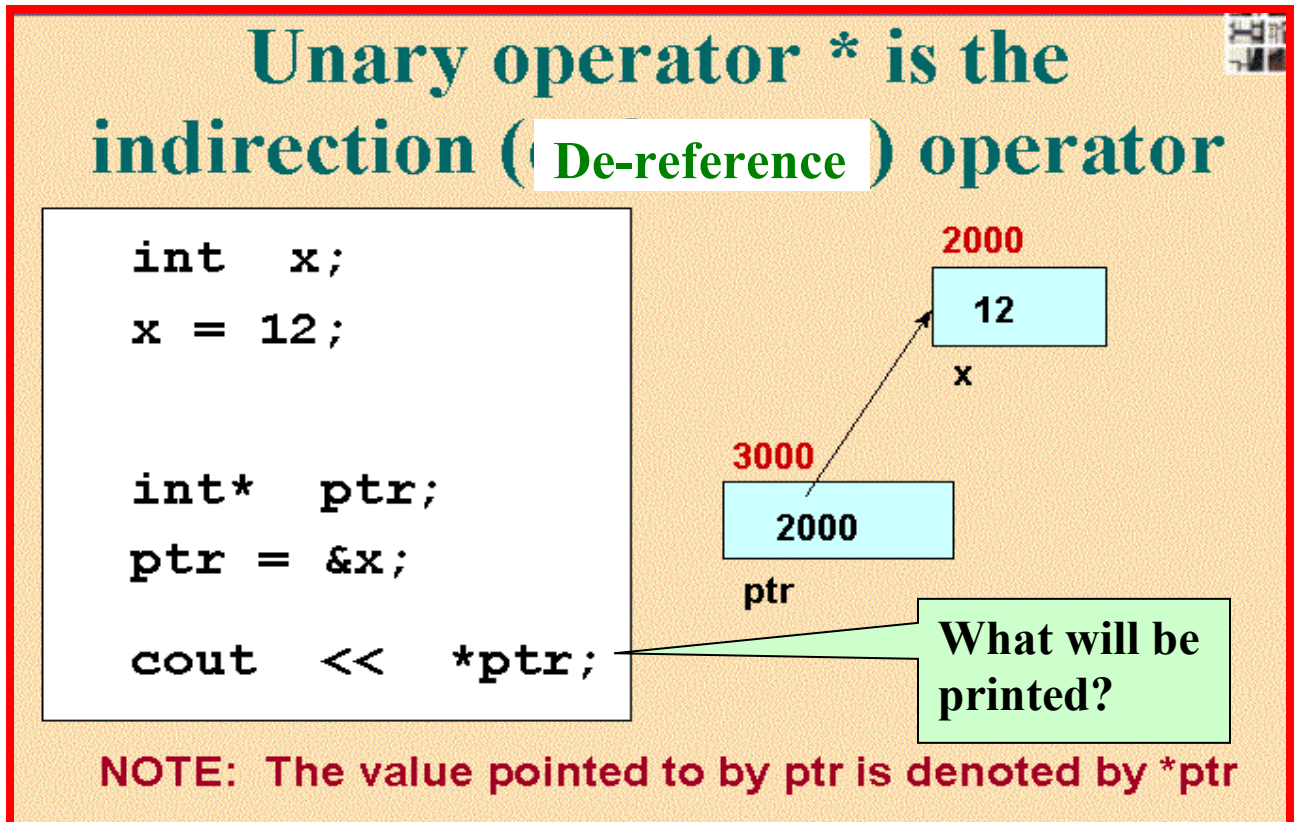 Unary operator * is the
indirection ( De-reference ) operator
int x;
x = 12;
int* ptr;
ptr = &x;
cout << *ptr;
2000
12
x
3000
2000
ptr
What will be
printed?
NOTE: The value pointed to by ptr is denoted by *ptr